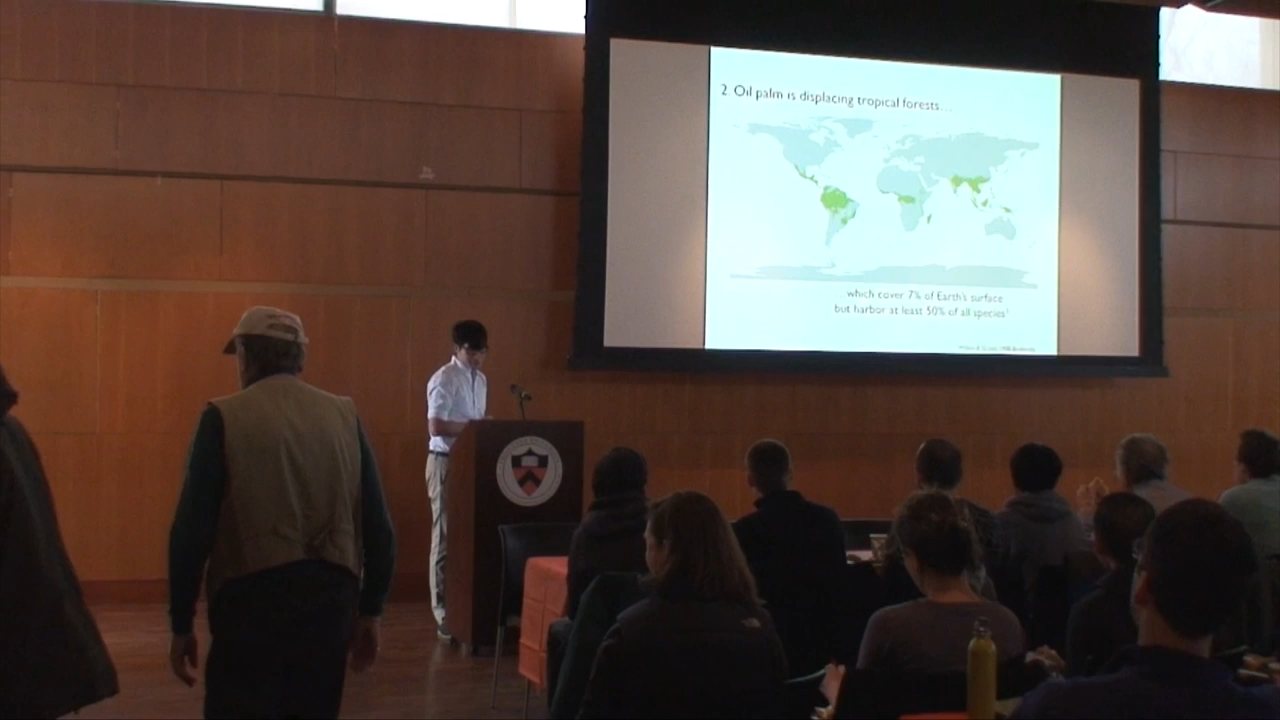 2. Oil palm is displacing tropical forests…
…which cover 7% of Earth's surface
but harbor at least 50% of all species¹